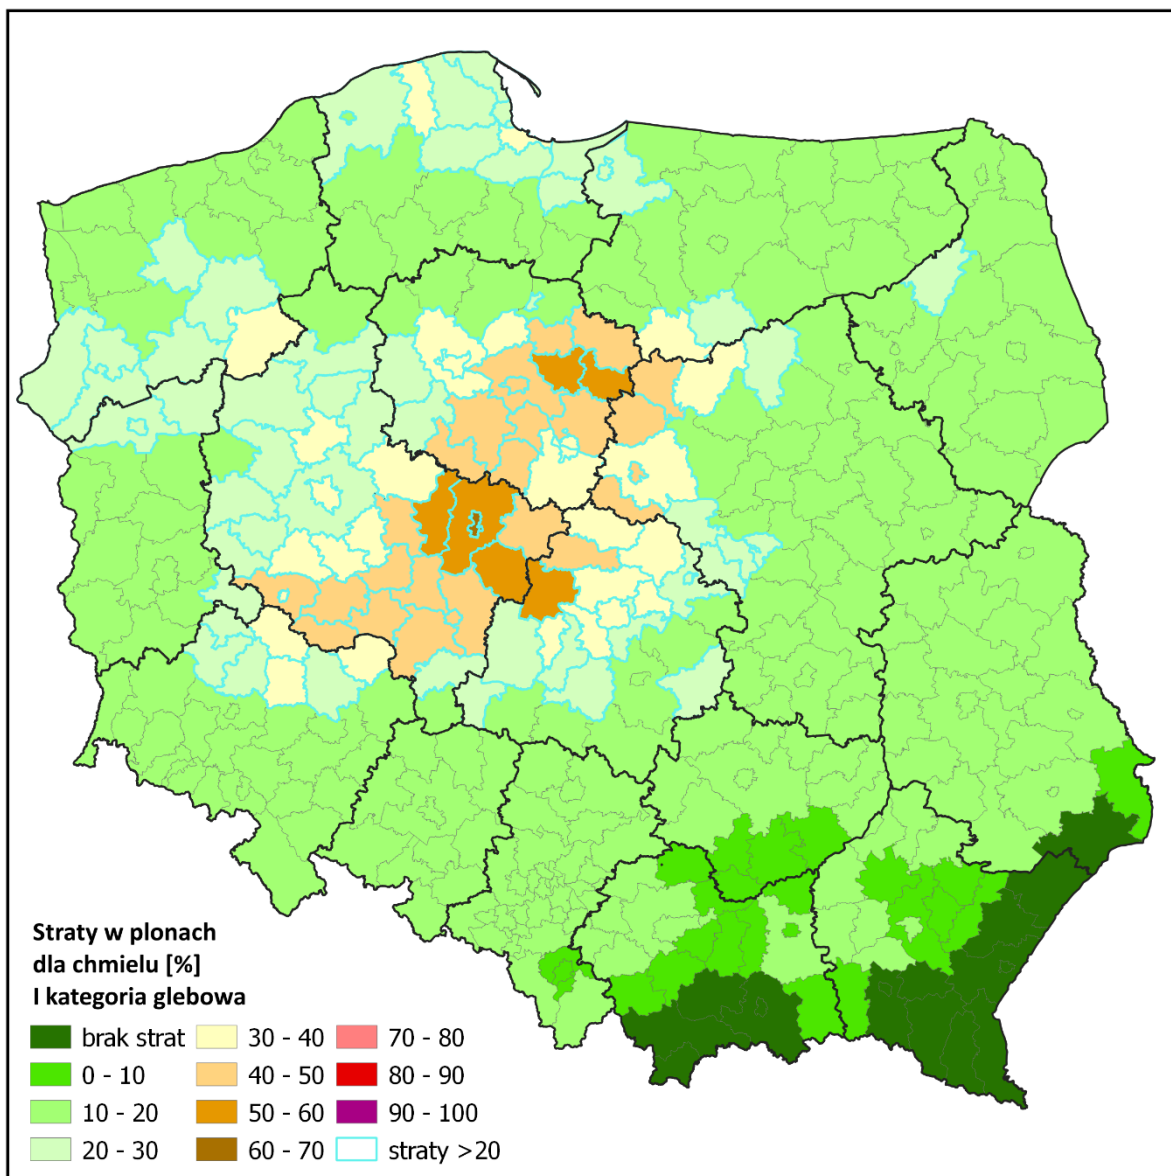 Straty w plonach
dla chmielu [%]
I kategoria glebowa
brak strat
0 - 10
10 - 20
20 - 30
30 - 40
40 - 50
50 - 60
60 - 70
70 - 80
80 - 90
90 - 100
straty >20